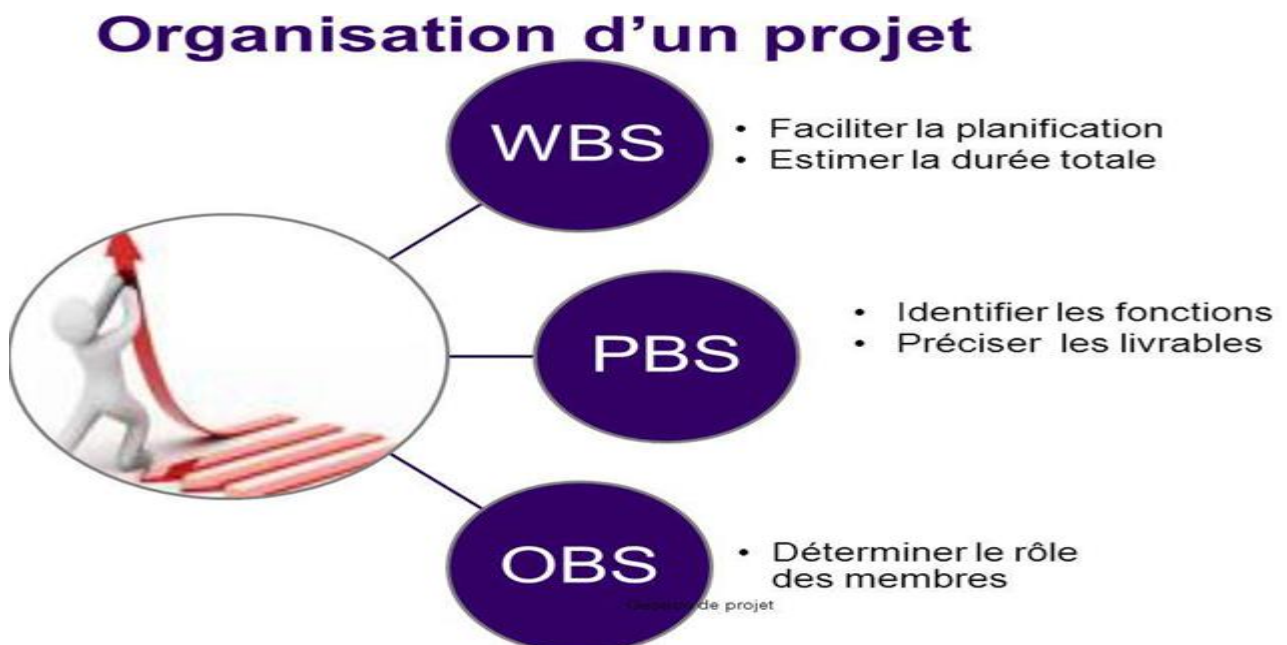 Organisation d'un projet
WBS
• Faciliter la planification
• Estimer la durée totale
PBS
• Identifier les fonctions
• Préciser les livrables
OBS
• Déterminer le rôle
des membres
de projet